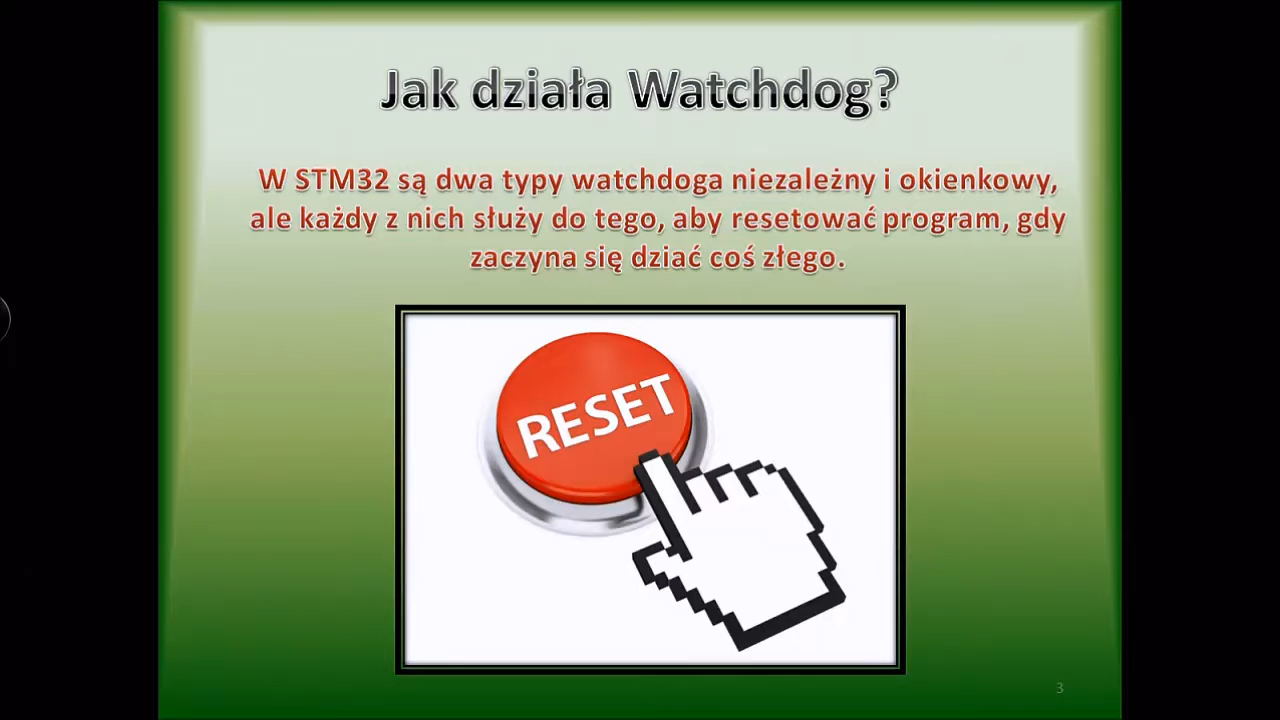 Jak działa Watchdog?
W STM32 są dwa typy watchdoga niezależny i okienkowy,
ale każdy z nich służy do tego, aby resetować program, gdy
zaczyna się dziać coś złego.
RESET
3